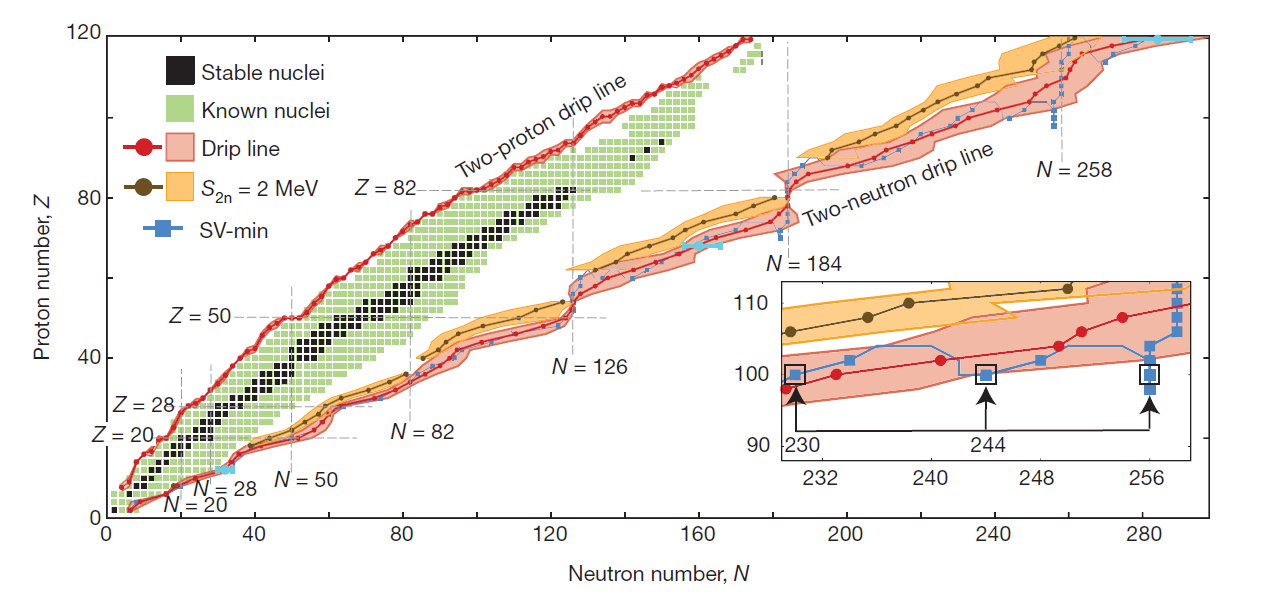 120
80
40
0
Proton number, Z
Stable nuclei
Known nuclei
Drip line
S2n = 2 MeV
SV-min
Two-proton drip line
Two-neutron drip line
Z = 82
Z = 50
Z = 28
Z = 20
N = 20
N = 28
N = 50
N = 82
N = 126
N = 184
N = 258
110
100
90
230
244
232
240
248
256
0
40
80
120
160
200
240
280
Neutron number, N